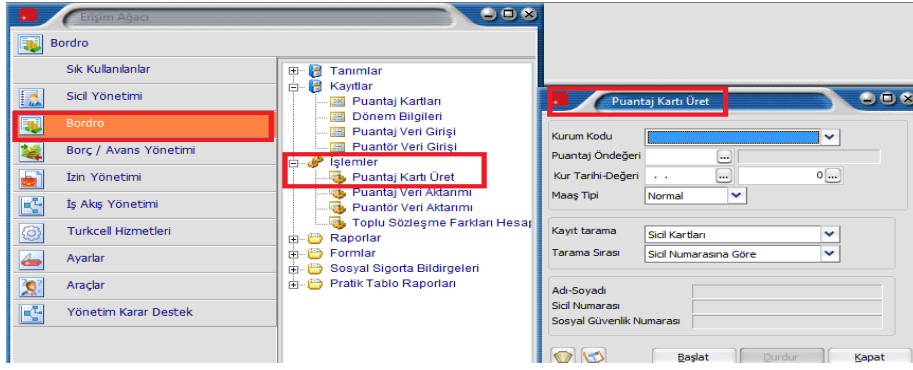 Erişim Ağacı
Bordro
Sık Kullanılanlar
Sicil Yönetimi
Bordro
Borç / Avans Yönetimi
İzin Yönetimi
İş Akış Yönetimi
Turkcell Hizmetleri
Ayarlar
Araçlar
Yönetim Karar Destek
Tanımlar
Kayıtlar
Puantaj Kartları
Dönem Bilgileri
Puantaj Veri Girişi
Puantör Veri Girişi
İşlemler
Puantaj Kartı Üret
Puantaj Veri Aktarımı
Puantör Veri Aktarımı
Toplu Sözleşme Farkları Hesap
Raporlar
Formlar
Sosyal Sigorta Bildirgeleri
Pratik Tablo Raporları
Puantaj Kartı Üret
Kurum Kodu
Puantaj Öndeğeri ...
Kur Tarihi-Değeri . . ... 0 ...
Maaş Tipi Normal
Kayıt tarama Sicil Kartları
Tarama Sırası Sicil Numarasına Göre
Adı-Soyadı
Sicil Numarası
Sosyal Güvenlik Numarası
Başlat Durdur Kapat